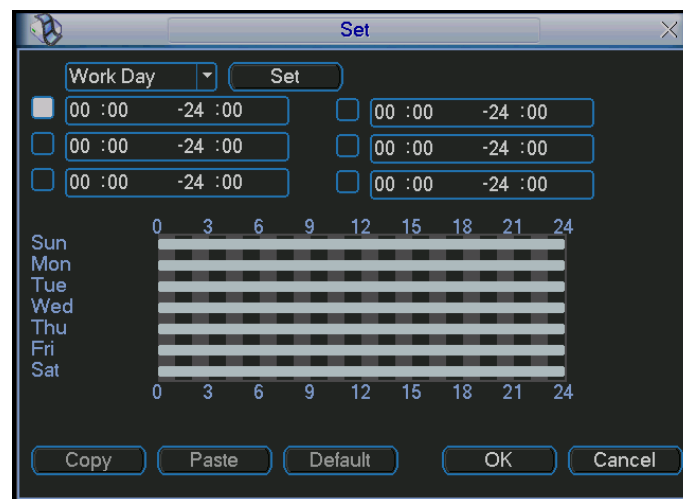 Set
Work Day Set
00 :00 -24 :00 00 :00 -24 :00
00 :00 -24 :00 00 :00 -24 :00
00 :00 -24 :00 00 :00 -24 :00
0 3 6 9 12 15 18 21 24
Sun
Mon
Tue
Wed
Thu
Fri
Sat
0 3 6 9 12 15 18 21 24
Copy Paste Default OK Cancel